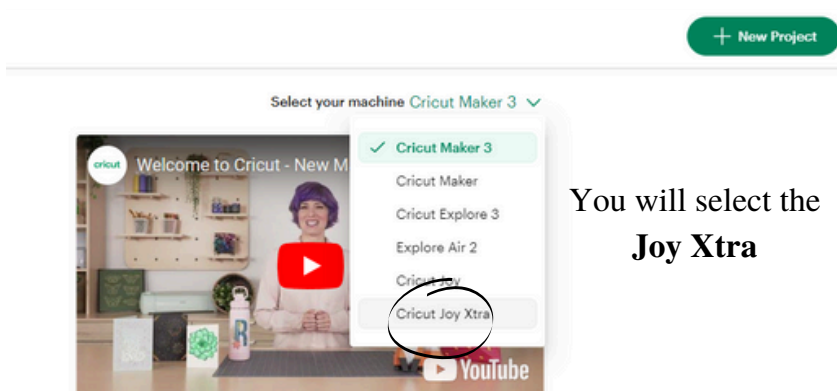 + New Project
Select your machine Cricut Maker 3
cricut Welcome to Cricut - New M
Cricut Maker 3
Cricut Maker
Cricut Explore 3
Explore Air 2
Cricut Joy
Cricut Joy Xtra
You will select the
Joy Xtra
R
YouTube